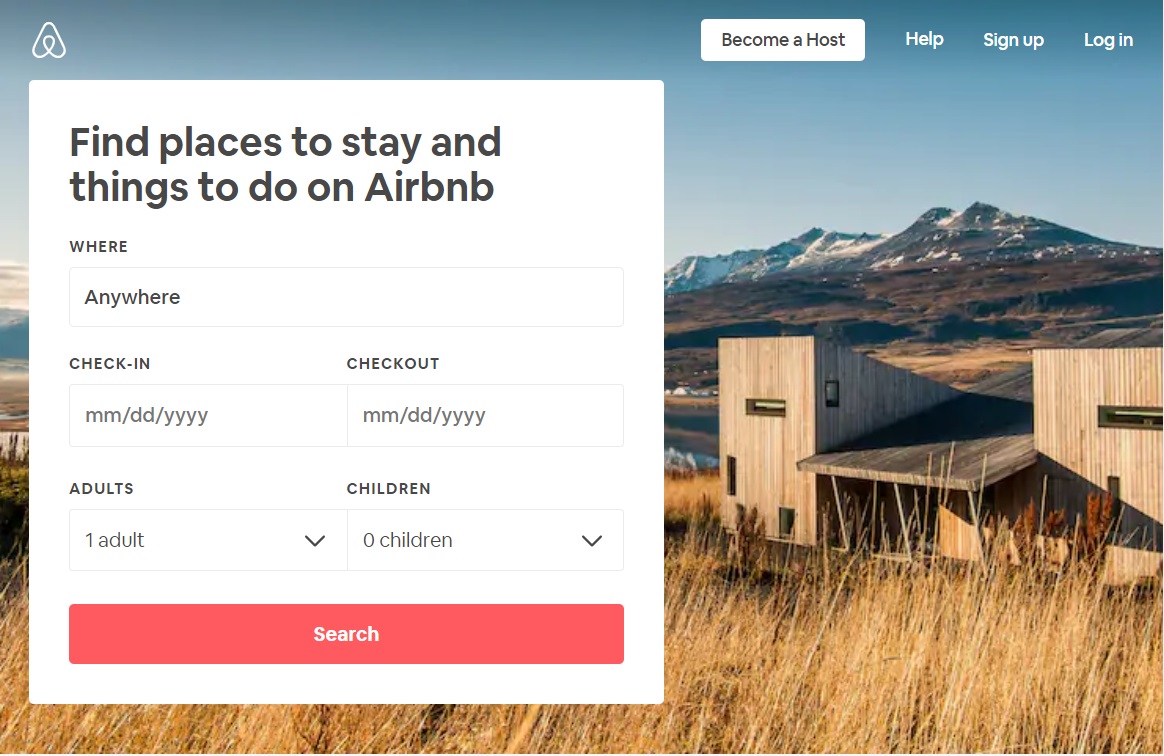 Become a Host
Help
Sign up
Log in
Find places to stay and
things to do on Airbnb
WHERE
Anywhere
CHECK-IN
CHECKOUT
mm/dd/yyyy
mm/dd/yyyy
ADULTS
CHILDREN
1 adult
0 children
Search